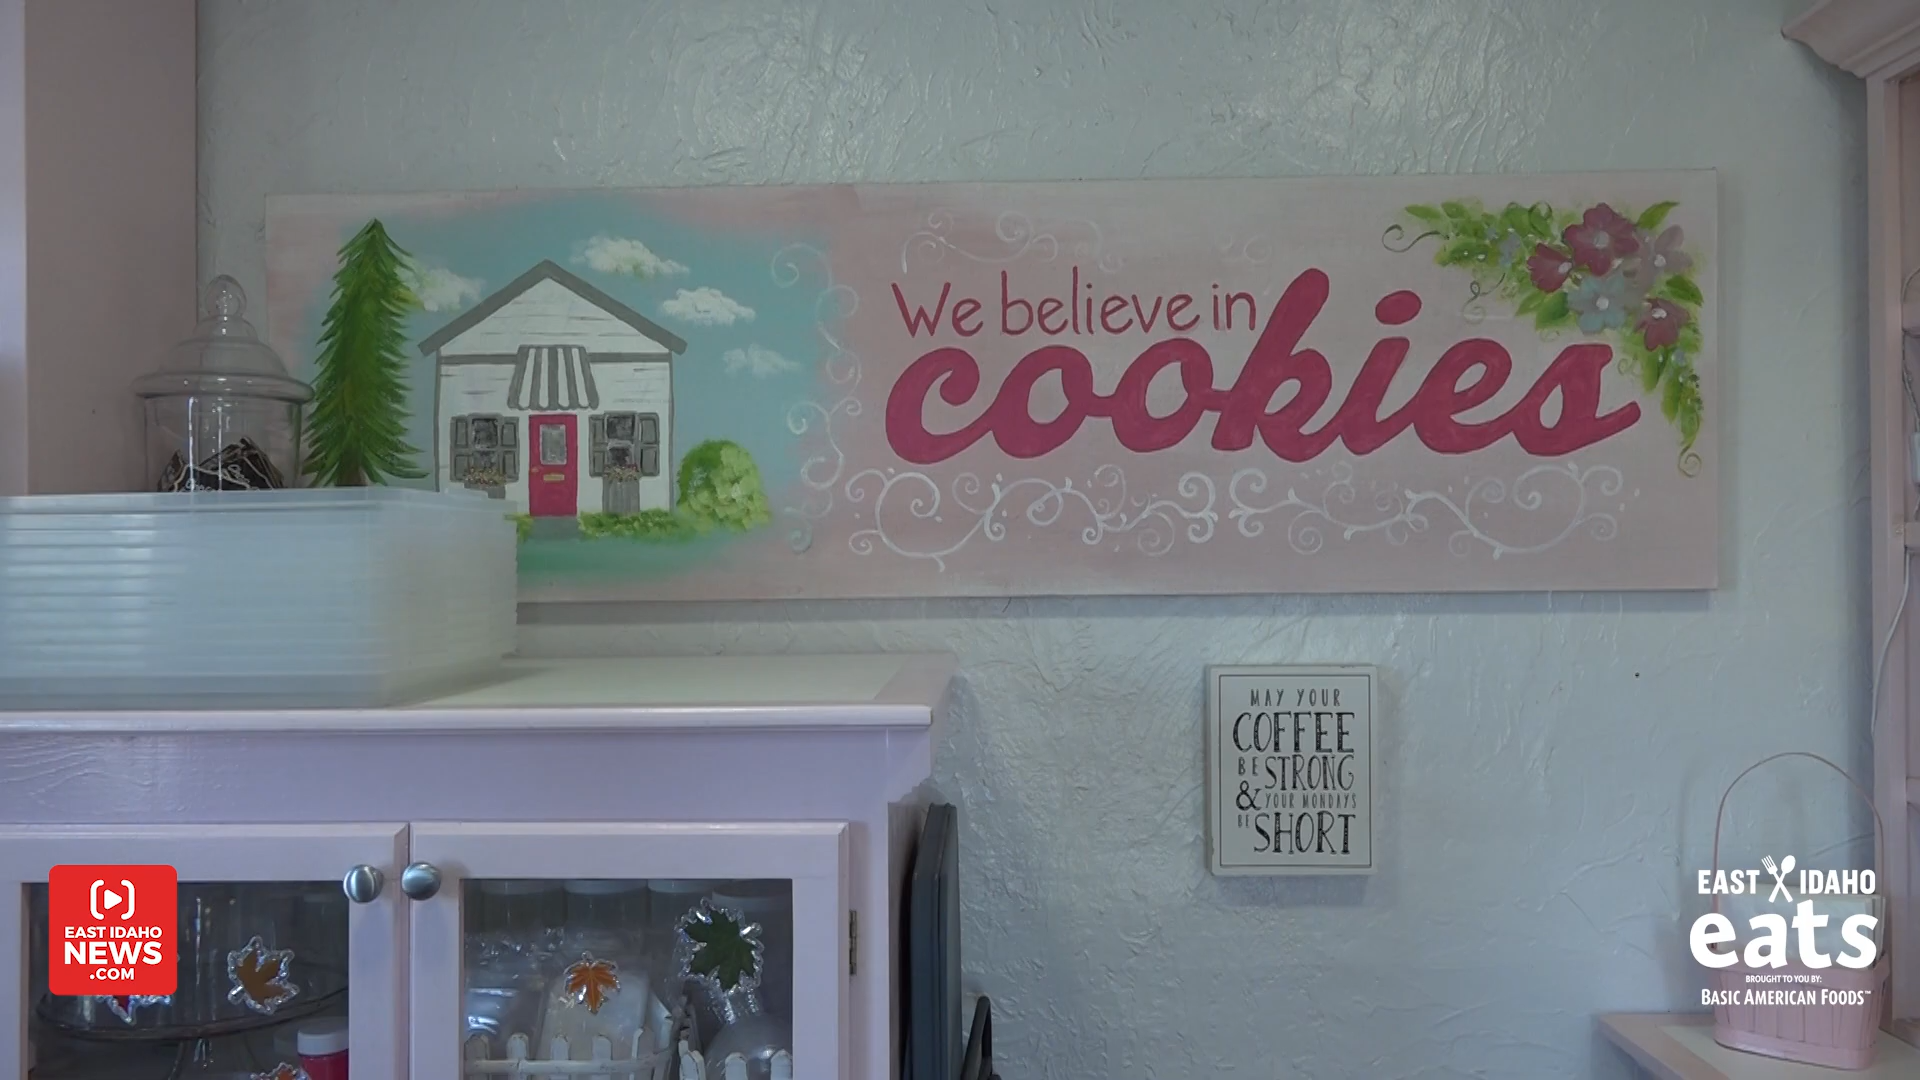 We believe in
cookies
MAY YOUR
COFFEE
BE STRONG
& YOUR MONDAYS
BE SHORT
EAST IDAHO
NEWS
.COM
EAST IDAHO
eats
BROUGHT TO YOU BY:
BASIC AMERICAN FOODS™